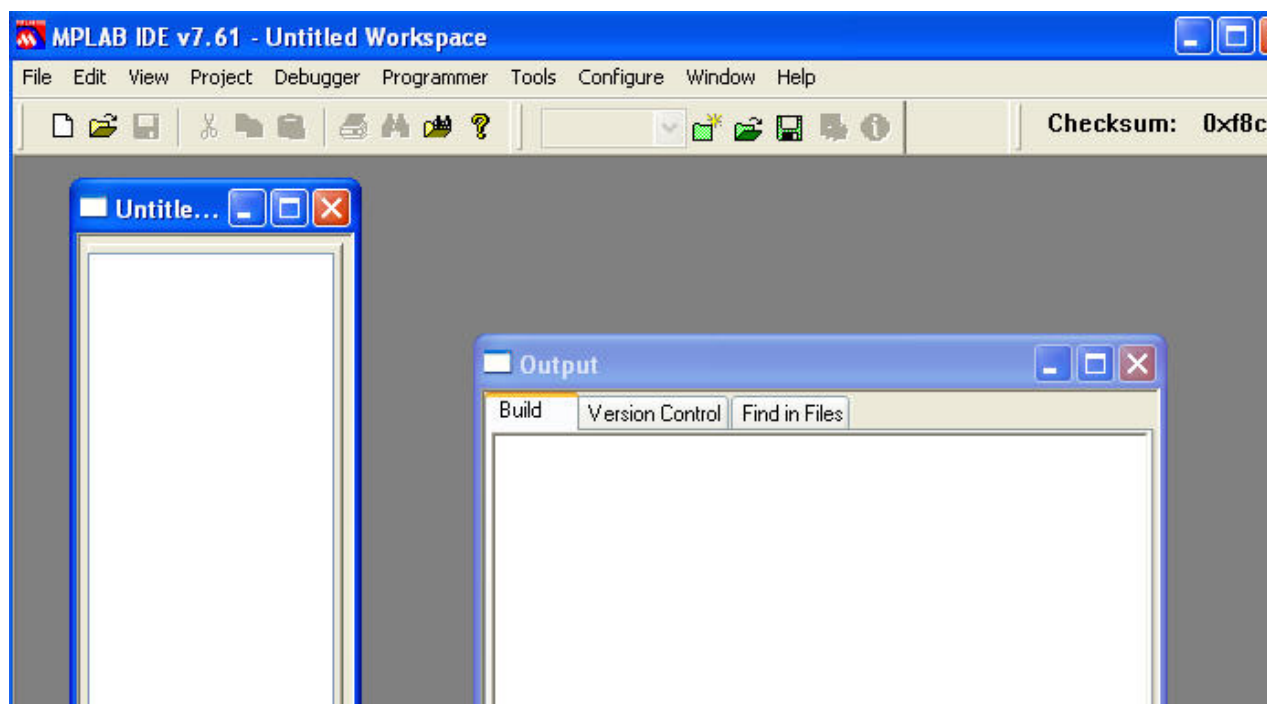 MPLAB IDE v7.61 - Untitled Workspace
File Edit View Project Debugger Programmer Tools Configure Window Help
Checksum: 0xf8c
Untitle...
Output
Build Version Control Find in Files